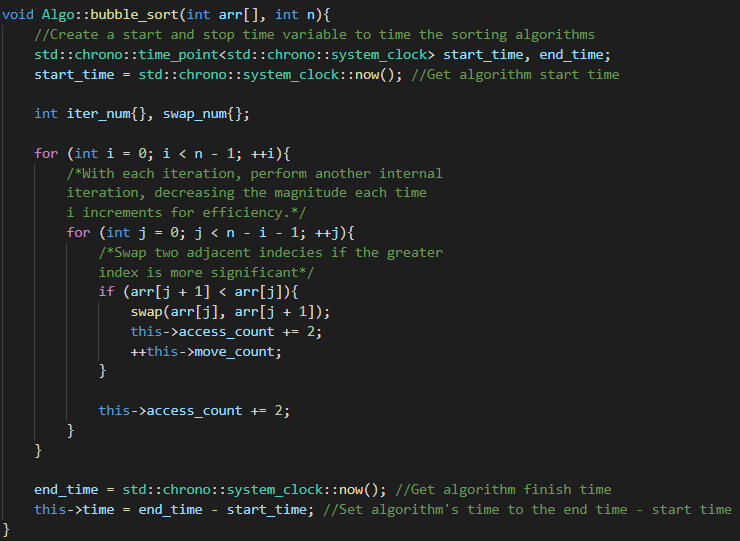 void Algo::bubble_sort(int arr[], int n){
    //Create a start and stop time variable to time the sorting algorithms
    std::chrono::time_point<std::chrono::system_clock> start_time, end_time;
    start_time = std::chrono::system_clock::now(); //Get algorithm start time

    int iter_num{}, swap_num{};

    for (int i = 0; i < n - 1; ++i){
        /*With each iteration, perform another internal
        iteration, decreasing the magnitude each time
        i increments for efficiency.*/
        for (int j = 0; j < n - i - 1; ++j){
            /*Swap two adjacent indecies if the greater
            index is more significant*/
            if (arr[j + 1] < arr[j]){
                swap(arr[j], arr[j + 1]);
                this->access_count += 2;
                ++this->move_count;
            }

            this->access_count += 2;
        }
    }

    end_time = std::chrono::system_clock::now(); //Get algorithm finish time
    this->time = end_time - start_time; //Set algorithm's time to the end time - start time
}